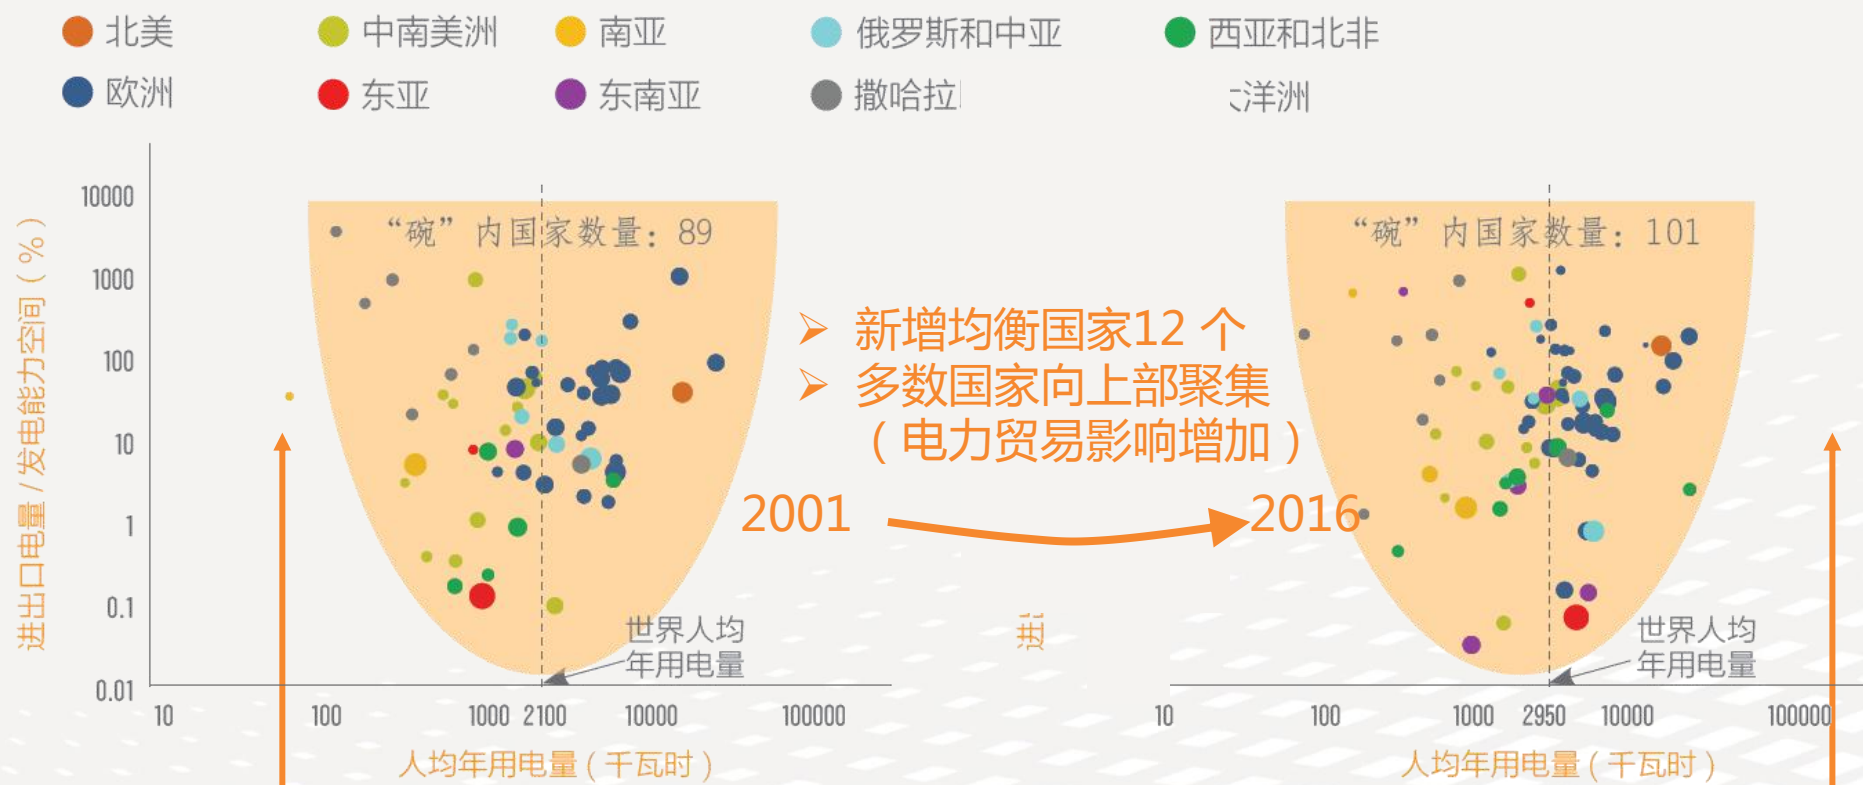 北美 中南美洲 南亚 俄罗斯和中亚 西亚和北非
欧洲 东亚 东南亚 撒哈拉 洋洲
进出口电量/发电能力空间(%)
10000
1000
100
10
1
0.1
0.01
“碗”内国家数量：89
世界人均
年用电量
10 100 1000 2100 10000 100000
人均年用电量(千瓦时)
➢ 新增均衡国家12 个
➢ 多数国家向上部聚集
(电力贸易影响增加)
2001 2016
进
“碗”内国家数量：101
世界人均
年用电量
10 100 1000 2950 10000 100000
人均年用电量(千瓦时)